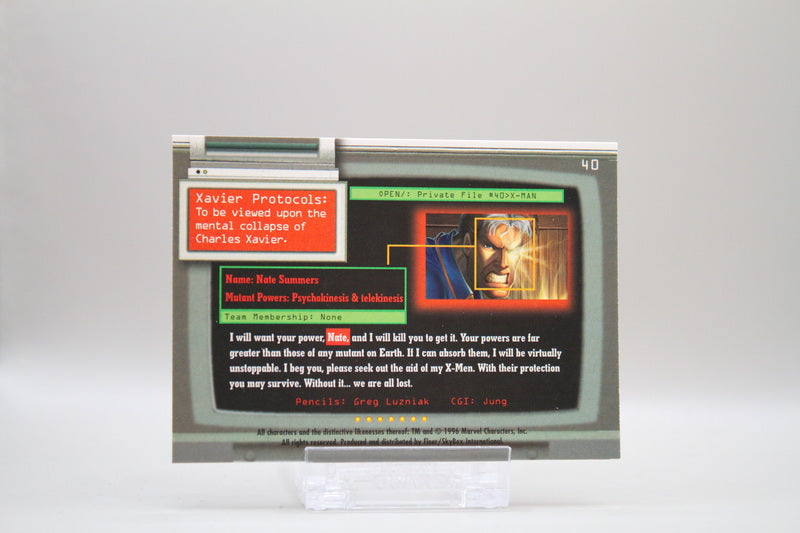 40
Xavier Protocols:
To be viewed upon the
mental collapse of
Charles Xavier.
OPEN/: Private File #40>X-MAN
Name: Nate Summers
Mutant Powers: Psychokinesis & telekinesis
Team Membership: None
I will want your power, Nate, and I will kill you to get it. Your powers are far
greater than those of any mutant on Earth. If I can absorb them, I will be virtually
unstoppable. I beg you, please seek out the aid of my X-Men. With their protection
you may survive. Without it... we are all lost.
Pencils: Greg Luzniak CGI: Jung
All characters and the distinctive likenesses thereof: TM and © 1996 Marvel Characters, Inc.
All rights reserved. Produced and distributed by Fleer/SkyBox International.